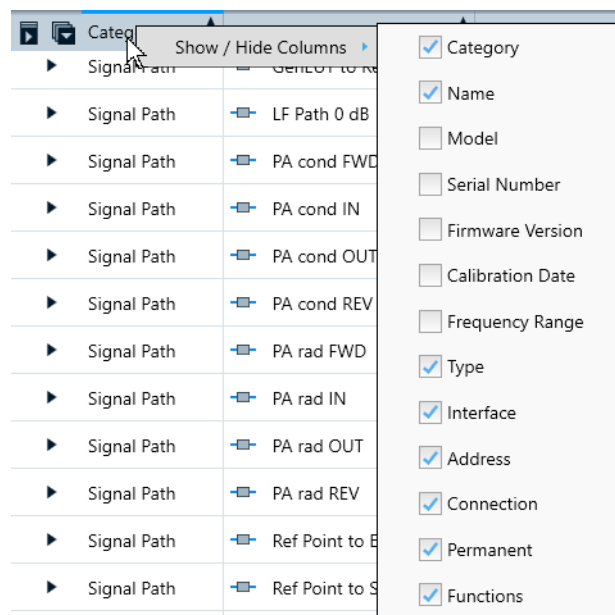 Categ
Show / Hide Columns
Signal Path
Signal Path LF Path 0 dB
Signal Path PA cond FWD
Signal Path PA cond IN
Signal Path PA cond OUT
Signal Path PA cond REV
Signal Path PA rad FWD
Signal Path PA rad IN
Signal Path PA rad OUT
Signal Path PA rad REV
Signal Path Ref Point to
Signal Path Ref Point to S
Category
Name
Model
Serial Number
Firmware Version
Calibration Date
Frequency Range
Type
Interface
Address
Connection
Permanent
Functions